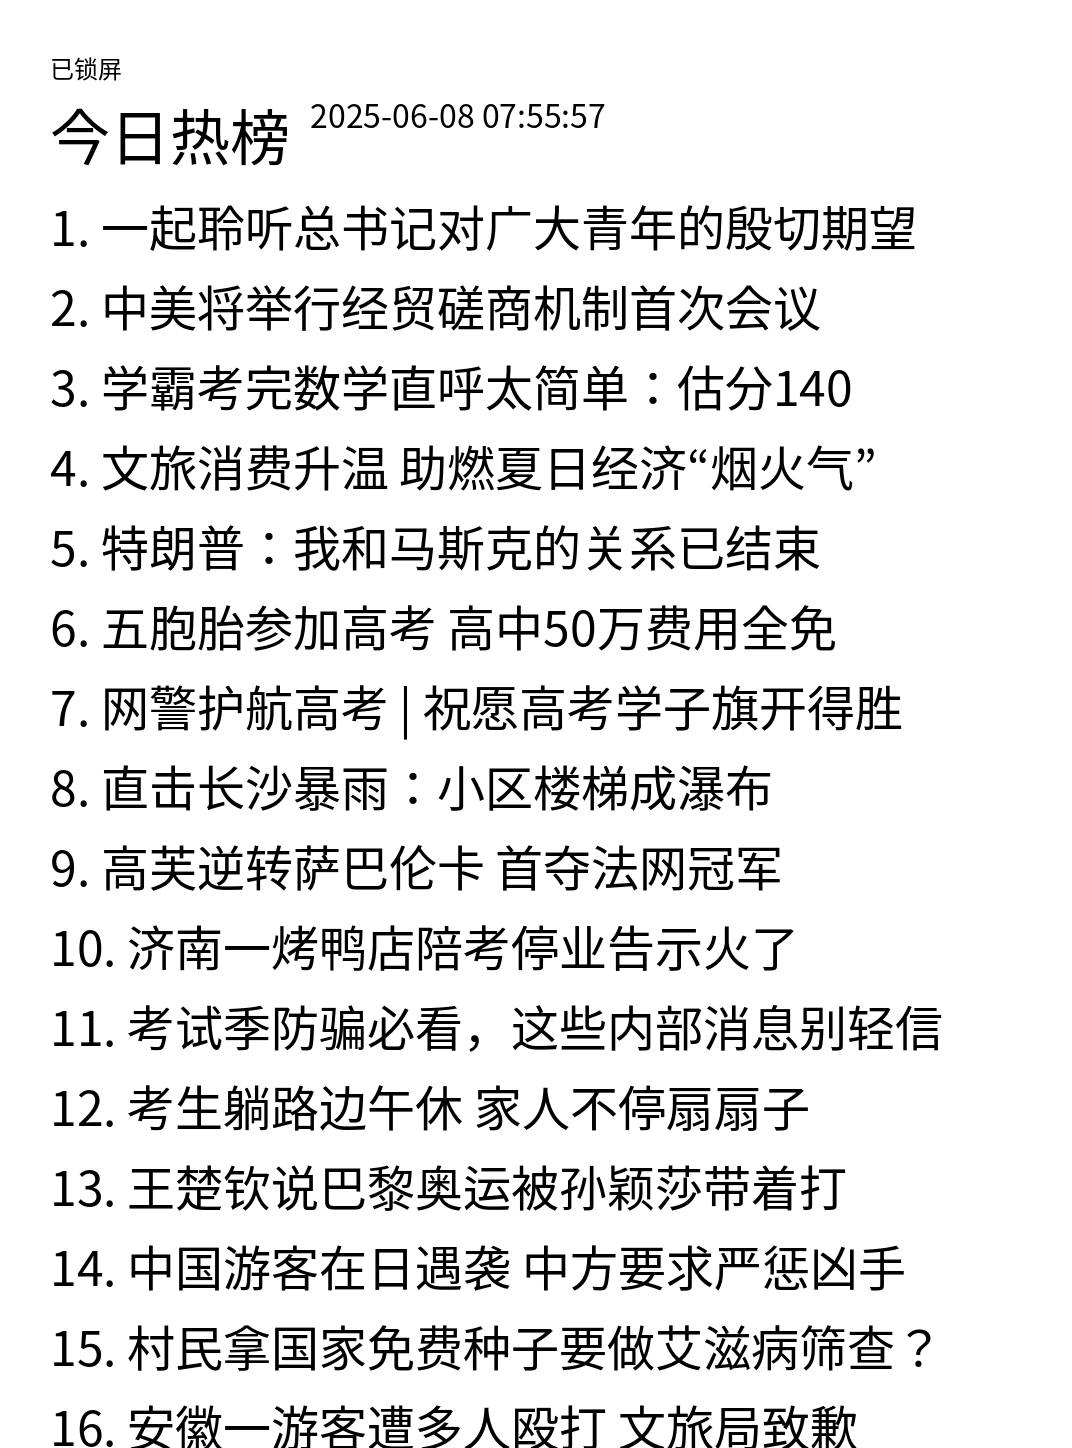 已锁屏
今日热榜 2025-06-08 07:55:57
1. 一起聆听总书记对广大青年的殷切期望
2. 中美将举行经贸磋商机制首次会议
3. 学霸考完数学直呼太简单：估分140
4. 文旅消费升温 助燃夏日经济“烟火气”
5. 特朗普：我和马斯克的关系已结束
6. 五胞胎参加高考 高中50万费用全免
7. 网警护航高考 | 祝愿高考学子旗开得胜
8. 直击长沙暴雨：小区楼梯成瀑布
9. 高芙逆转萨巴伦卡 首夺法网冠军
10. 济南一烤鸭店陪考停业告示火了
11. 考试季防骗必看，这些内部消息别轻信
12. 考生躺路边午休 家人不停扇扇子
13. 王楚钦说巴黎奥运被孙颖莎带着打
14. 中国游客在日遇袭 中方要求严惩凶手
15. 村民拿国家免费种子要做艾滋病筛查？
16. 安徽一游客遭多人殴打 文旅局致歉